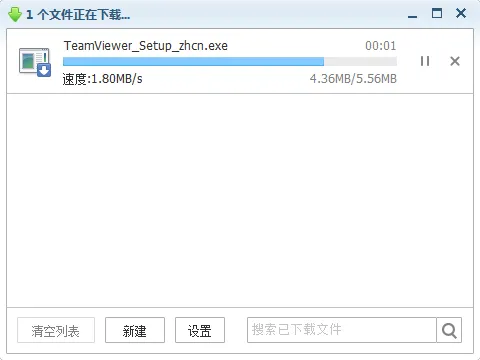 1 个文件正在下载...
TeamViewer_Setup_zhcn.exe 00:01
速度:1.80MB/s 4.36MB/5.56MB
清空列表 新建 设置 搜索已下载文件